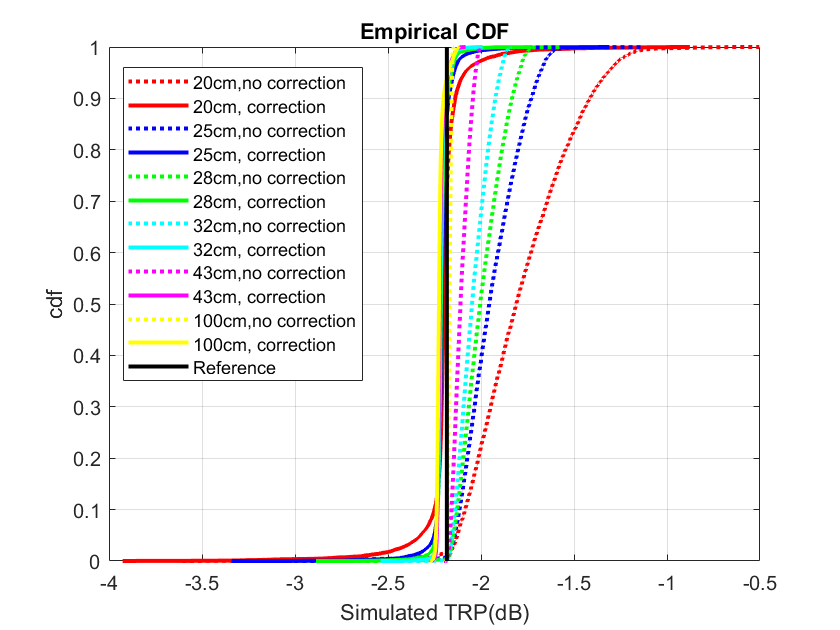 Empirical CDF
1
0.9
0.8
0.7
0.6
0.5
0.4
0.3
0.2
0.1
0
cdf
20cm,no correction
20cm, correction
25cm,no correction
25cm, correction
28cm,no correction
28cm, correction
32cm,no correction
32cm, correction
43cm,no correction
43cm, correction
100cm,no correction
100cm, correction
Reference
-4 -3.5 -3 -2.5 -2 -1.5 -1 -0.5
Simulated TRP(dB)